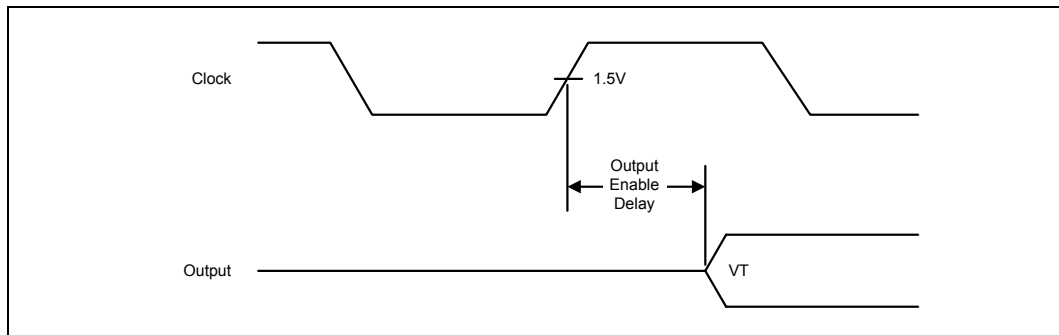 Clock
1.5V
Output
Enable
Delay
Output
VT